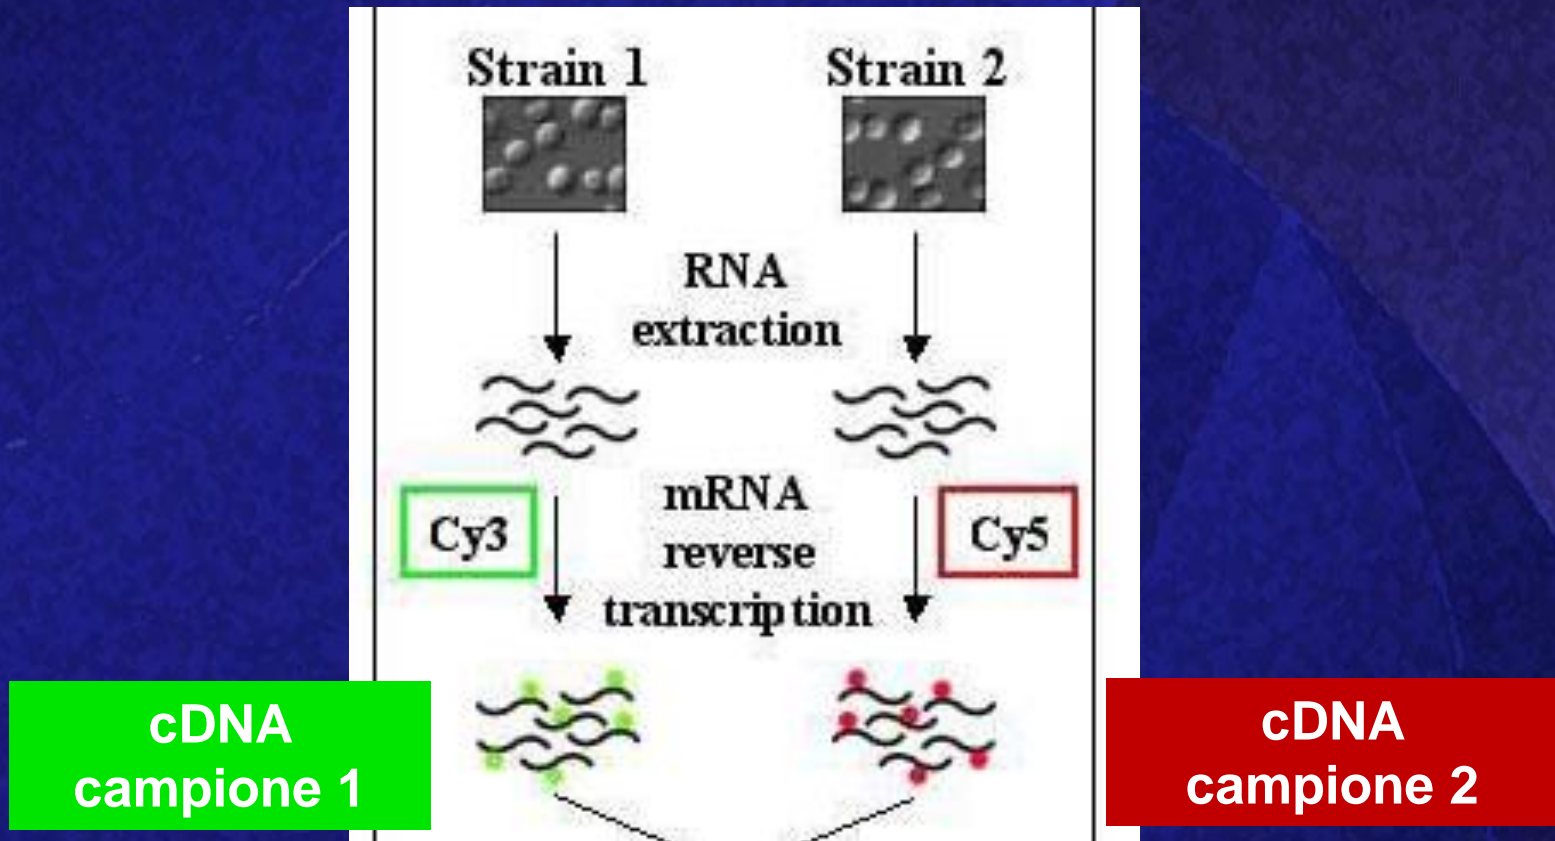 Strain 1
Strain 2
RNA
extraction
Cy3
mRNA
reverse
transcription
Cy5
cDNA
campione 1
cDNA
campione 2